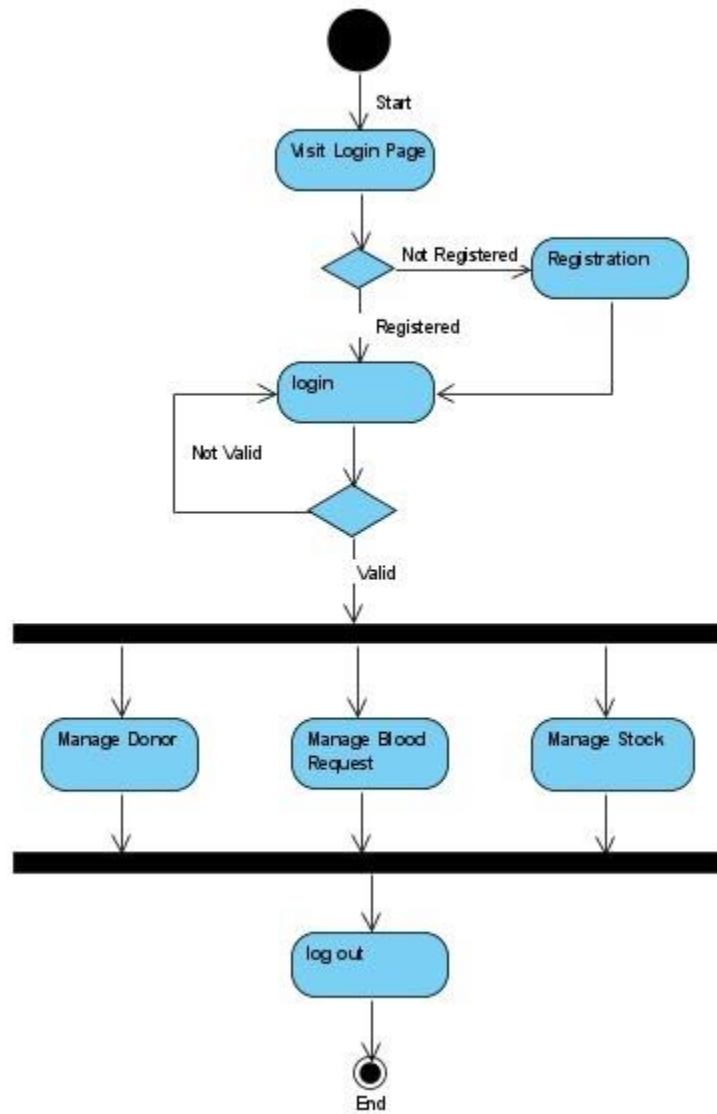 Start
Visit Login Page
Not Registered
Registration
Registered
login
Not Valid
Valid
Manage Donor
Manage Blood
Request
Manage Stock
log out
End